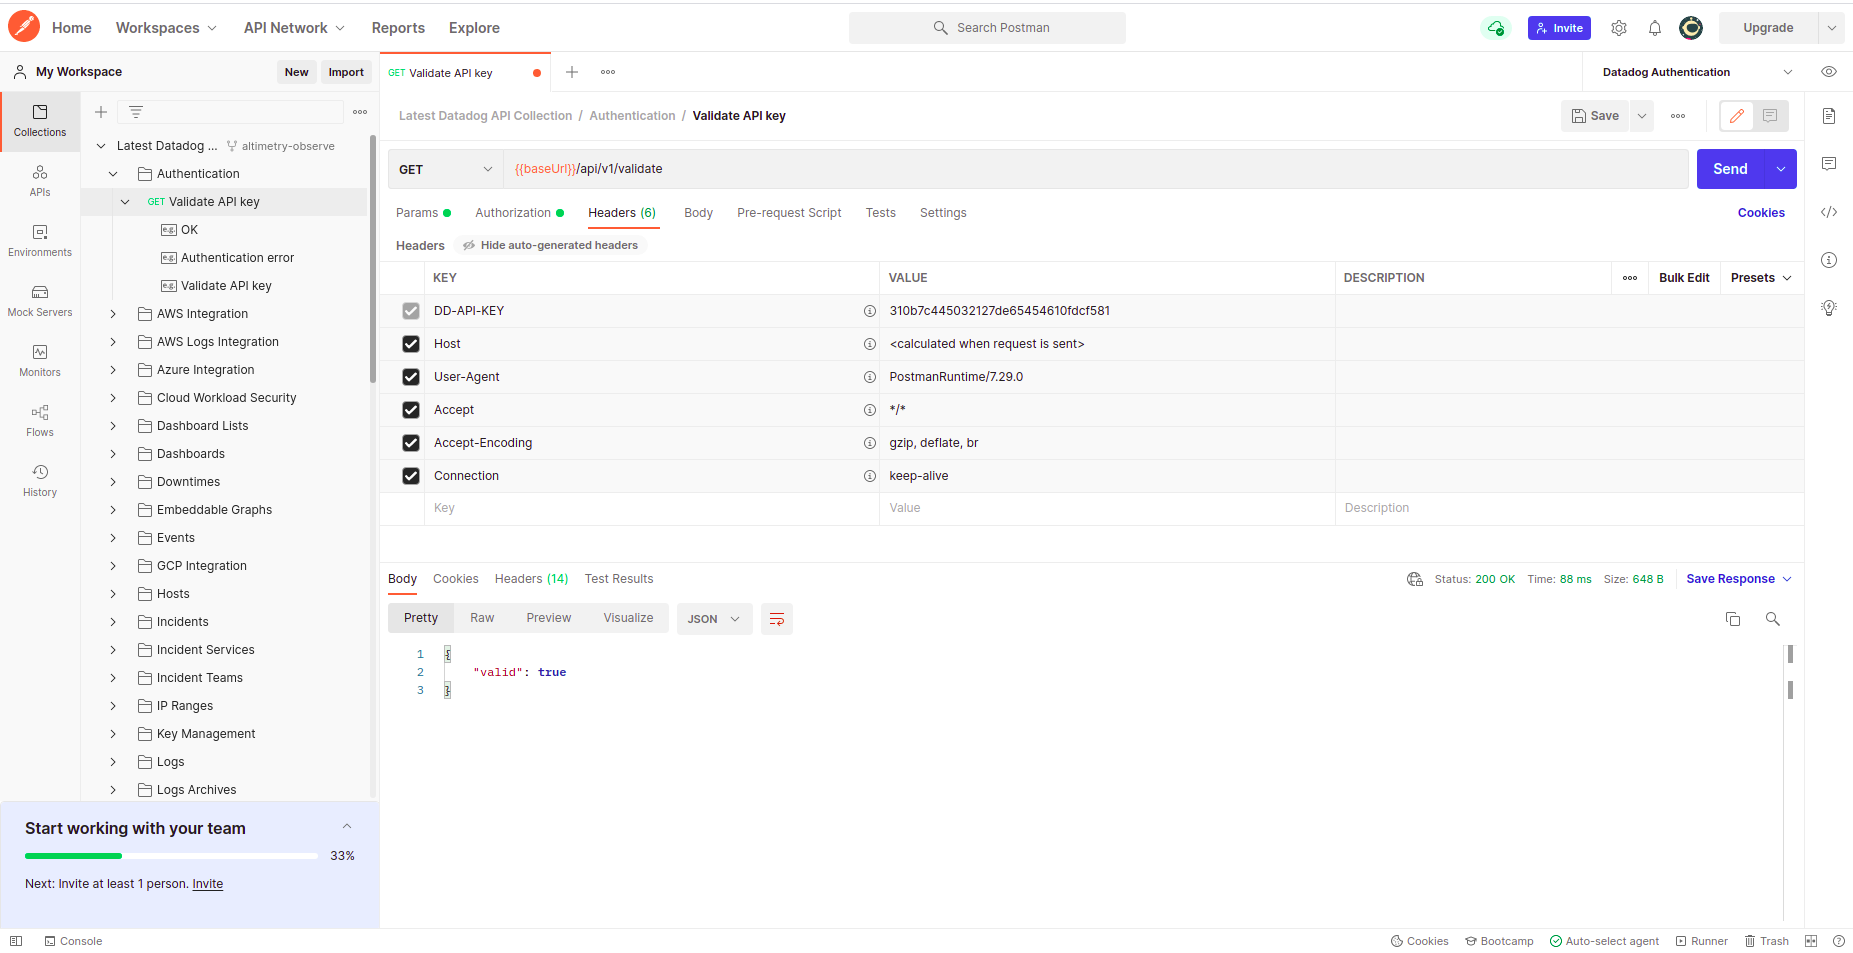 Home
Workspaces
API Network
Reports
Explore
Search Postman
Invite
Upgrade
My Workspace
New
Import
GET Validate API key
Datadog Authentication
Collections
APIs
Environments
Mock Servers
Monitors
Flows
History
Latest Datadog ... altimetry-observe
Authentication
GET Validate API key
e.g. OK
e.g. Authentication error
e.g. Validate API key
AWS Integration
AWS Logs Integration
Azure Integration
Cloud Workload Security
Dashboard Lists
Dashboards
Downtimes
Embeddable Graphs
Events
GCP Integration
Hosts
Incidents
Incident Services
Incident Teams
IP Ranges
Key Management
Logs
Logs Archives
Start working with your team
33%
Next: Invite at least 1 person. Invite
Latest Datadog API Collection / Authentication / Validate API key
Save
GET
{{baseUrl}}/api/v1/validate
Send
Params
Authorization
Headers (6)
Body
Pre-request Script
Tests
Settings
Cookies
Headers
Hide auto-generated headers
KEY VALUE DESCRIPTION
Bulk Edit
Presets
DD-API-KEY 310b7c445032127de65454610fdcf581
Host <calculated when request is sent>
User-Agent PostmanRuntime/7.29.0
Accept */*
Accept-Encoding gzip, deflate, br
Connection keep-alive
Key Value Description
Body
Cookies
Headers (14)
Test Results
Status: 200 OK Time: 88 ms Size: 648 B
Save Response
Pretty
Raw
Preview
Visualize
JSON
1 {
2 "valid": true
3 }
Console
Cookies
Bootcamp
Auto-select agent
Runner
Trash